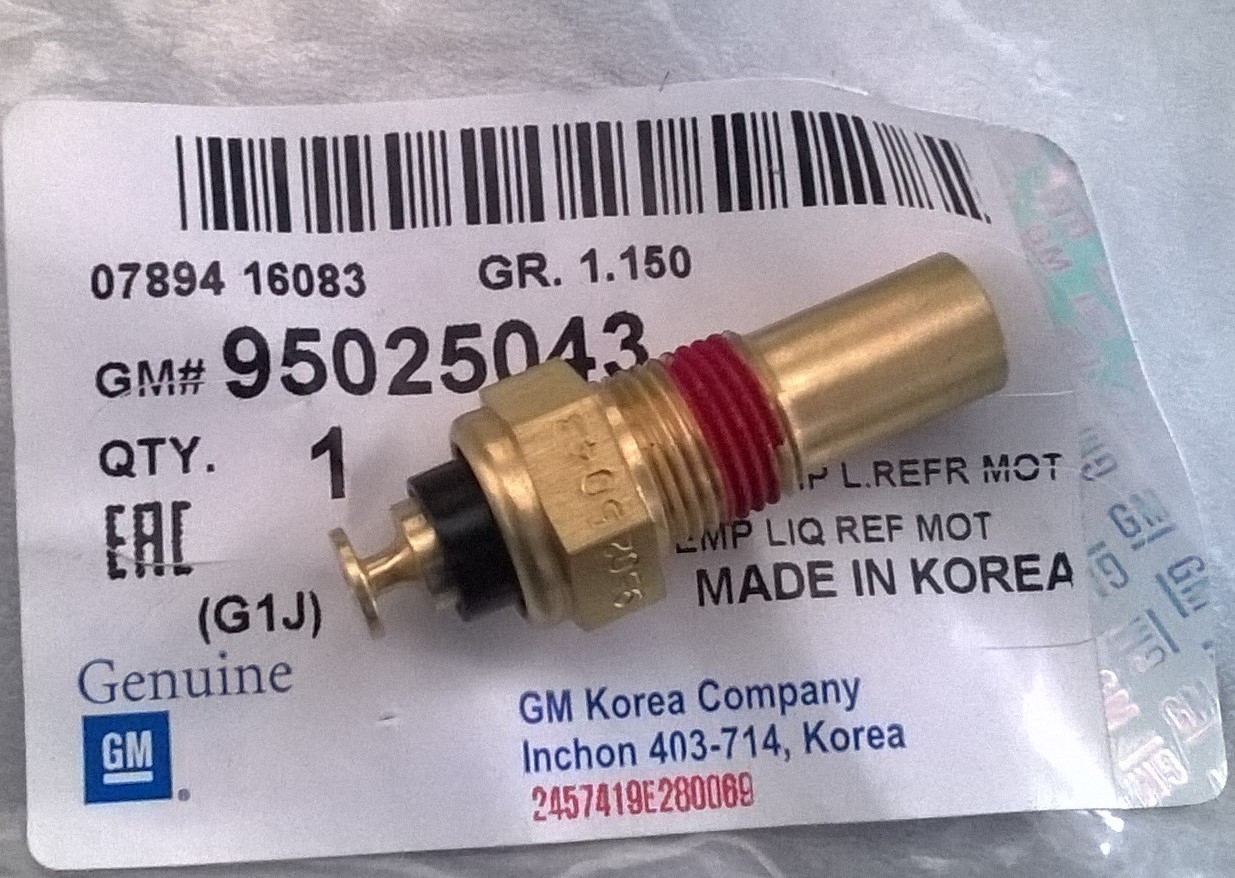 07894 16083 GR. 1.150
GM# 95025043
QTY. 1
L.REFR MOT
EAC
LIQ REF MOT
MADE IN KOREA
(G1J)
Genuine
GM
GM Korea Company
Inchon 403-714, Korea
2457419E280069